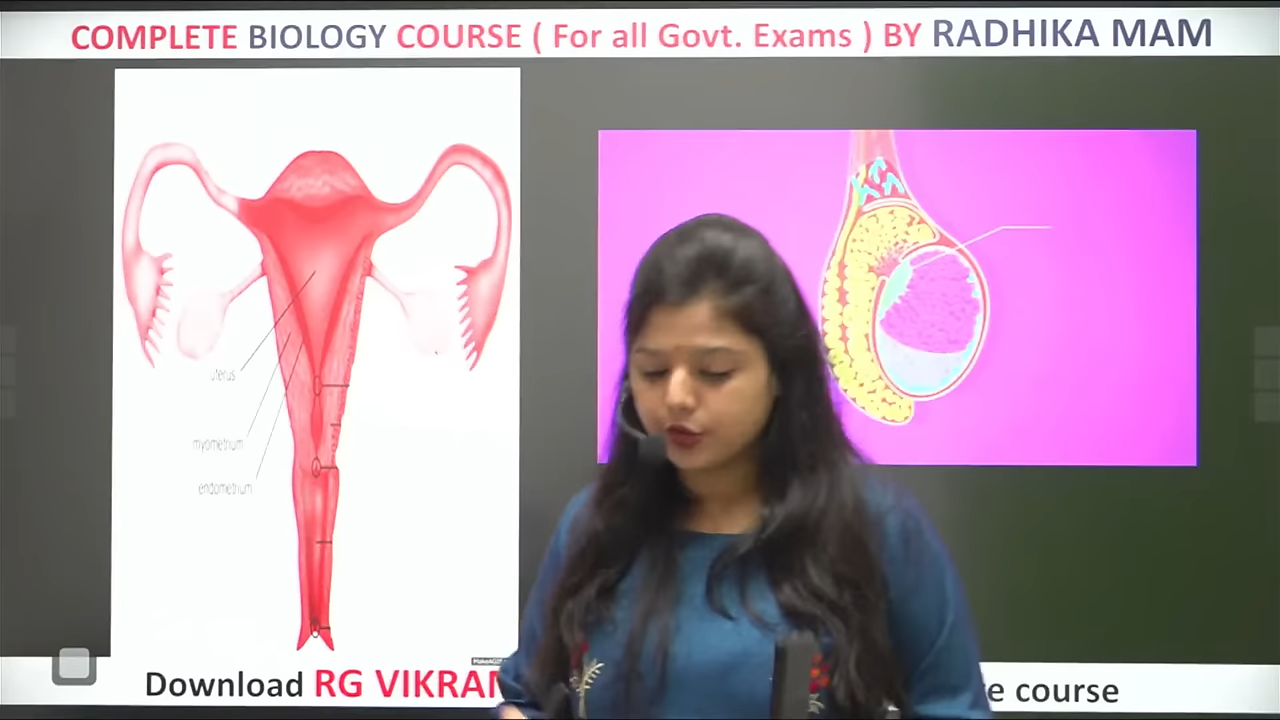 COMPLETE BIOLOGY COURSE ( For all Govt. Exams ) BY RADHIKA MAM
uterus
myometrium
endometrium
Download RG VIKRAM
course